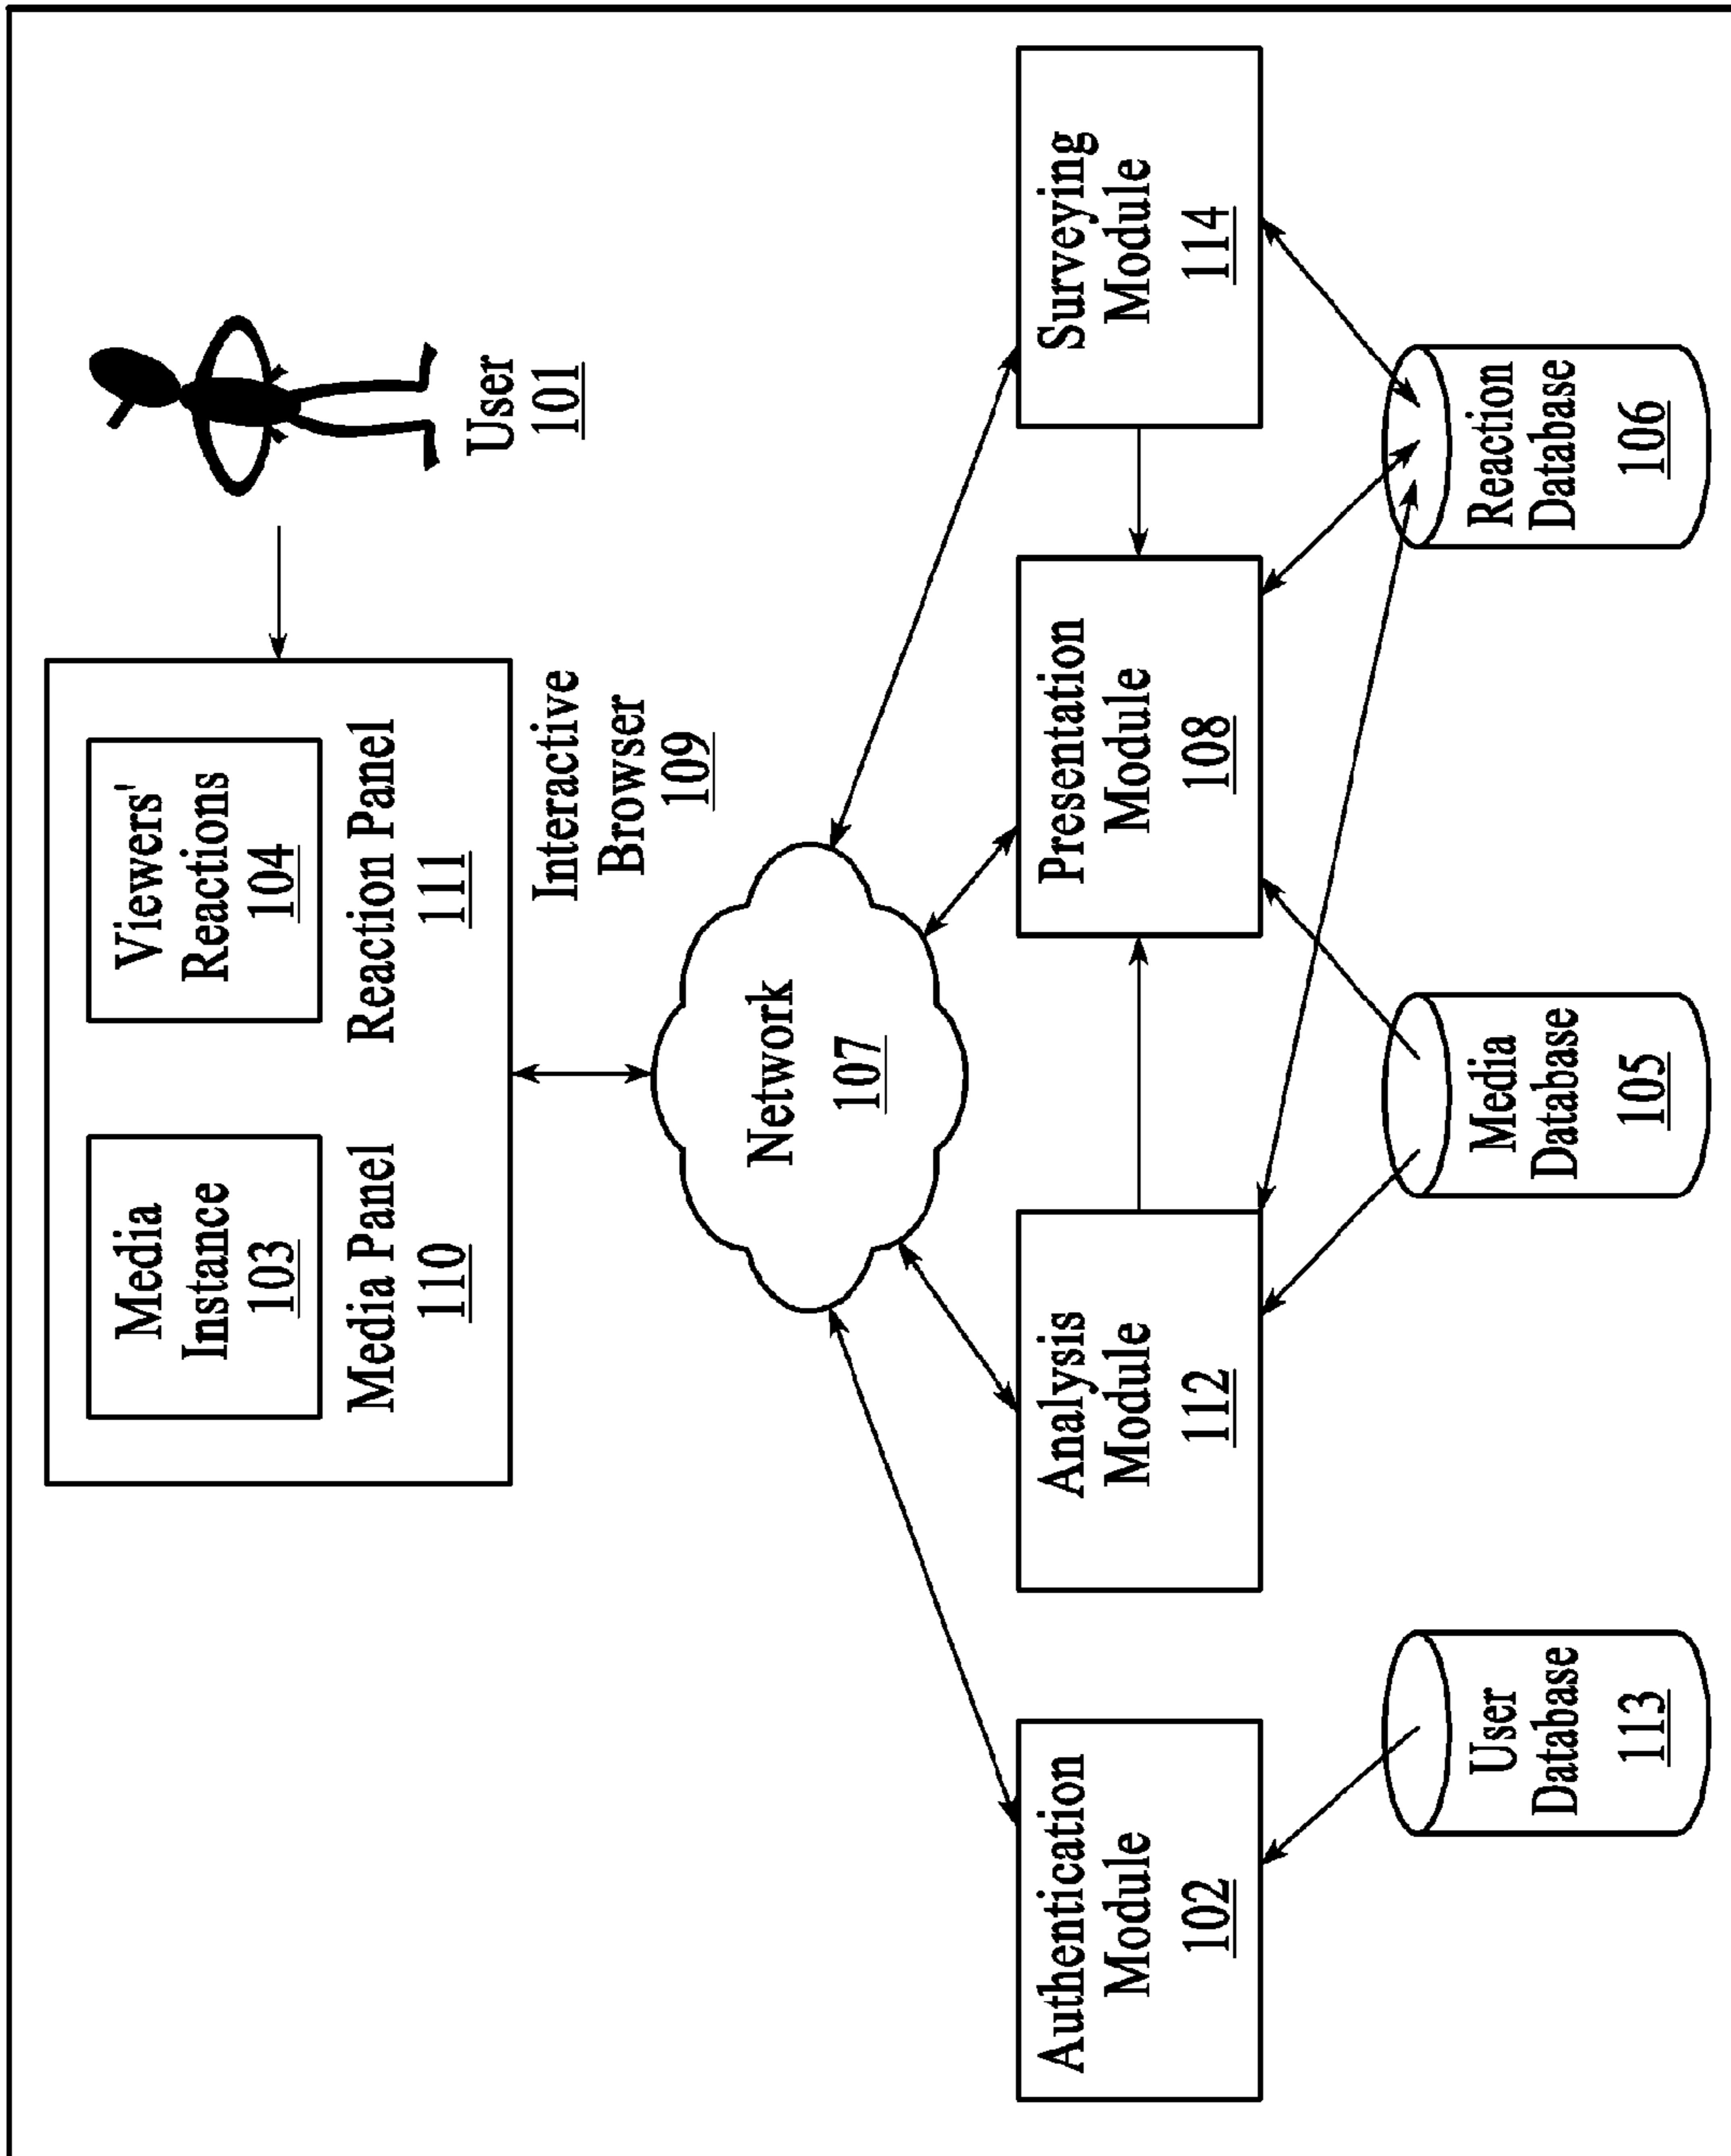 Media
Instance
103
Media Panel
110
Viewers'
Reactions
104
Reaction Panel
111
User
101
Interactive
Browser
109
Network
107
Authentication
Module
102
Analysis
Module
112
Presentation
Module
108
Surveying
Module
114
User
Database
113
Media
Database
105
Reaction
Database
106